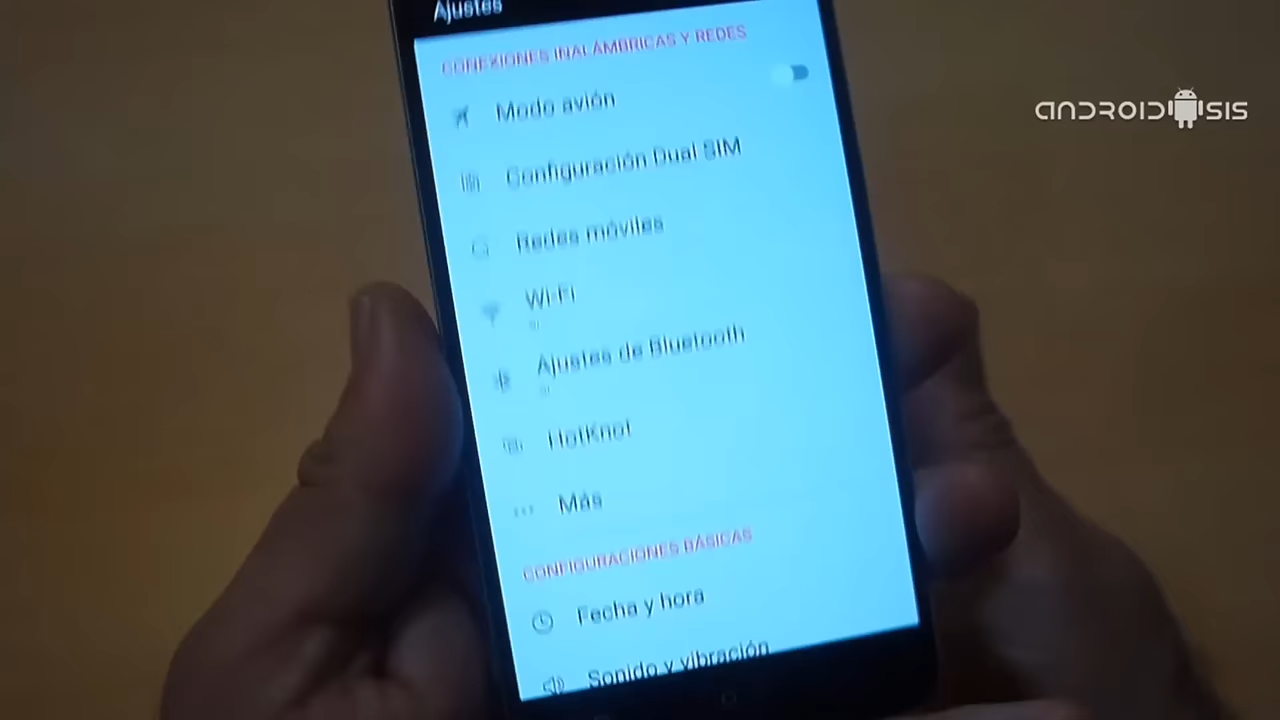 Ajustes
CONEXIONES INALÁMBRICAS Y REDES
Modo avión
Configuración Dual SIM
Redes móviles
Wi-Fi
Ajustes de Bluetooth
HotKnot
Más
CONFIGURACIONES BÁSICAS
Fecha y hora
Sonido y vibración
ANDROIDSIS